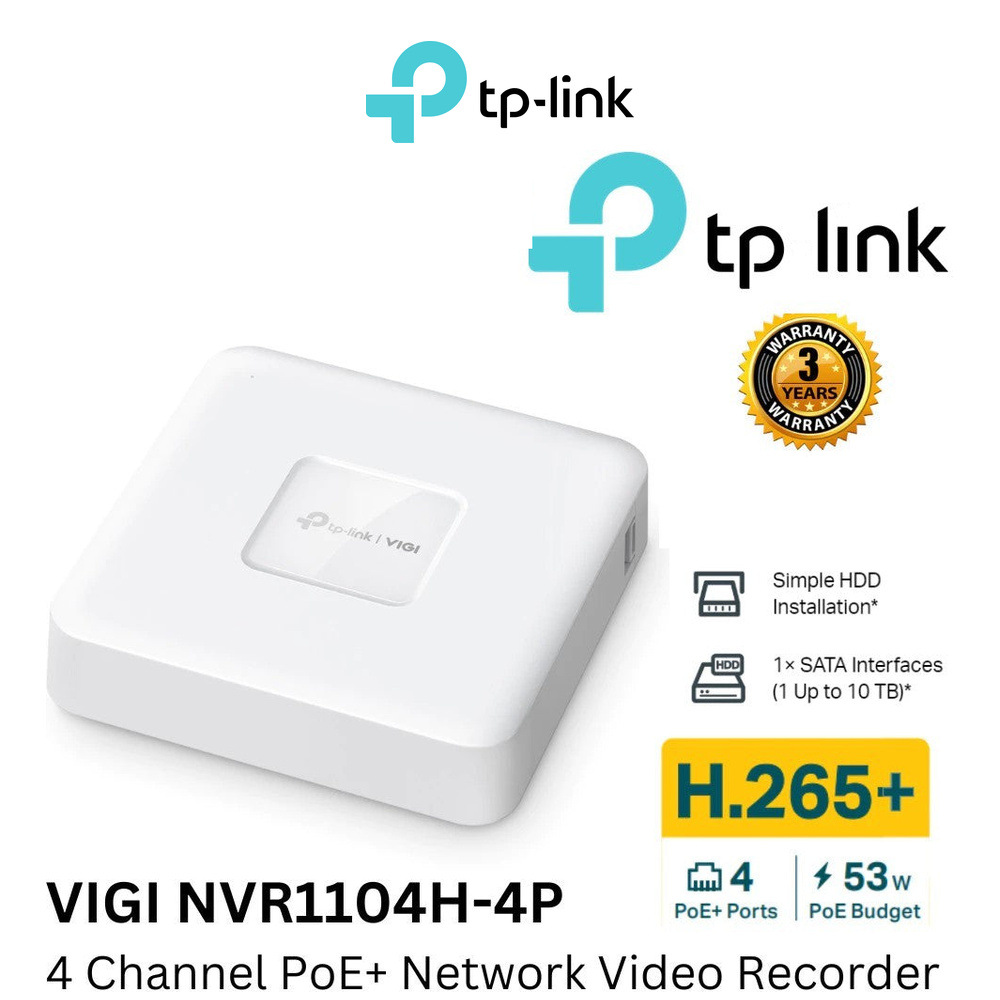 tp-link
tp link
WARRANTY
3
YEARS
WARRANTY
tp-link | VIGI
Simple HDD
Installation*
HDD
1× SATA Interfaces
(1 Up to 10 TB)*
H.265+
4
PoE+ Ports
53W
PoE Budget
VIGI NVR1104H-4P
4 Channel PoE+ Network Video Recorder